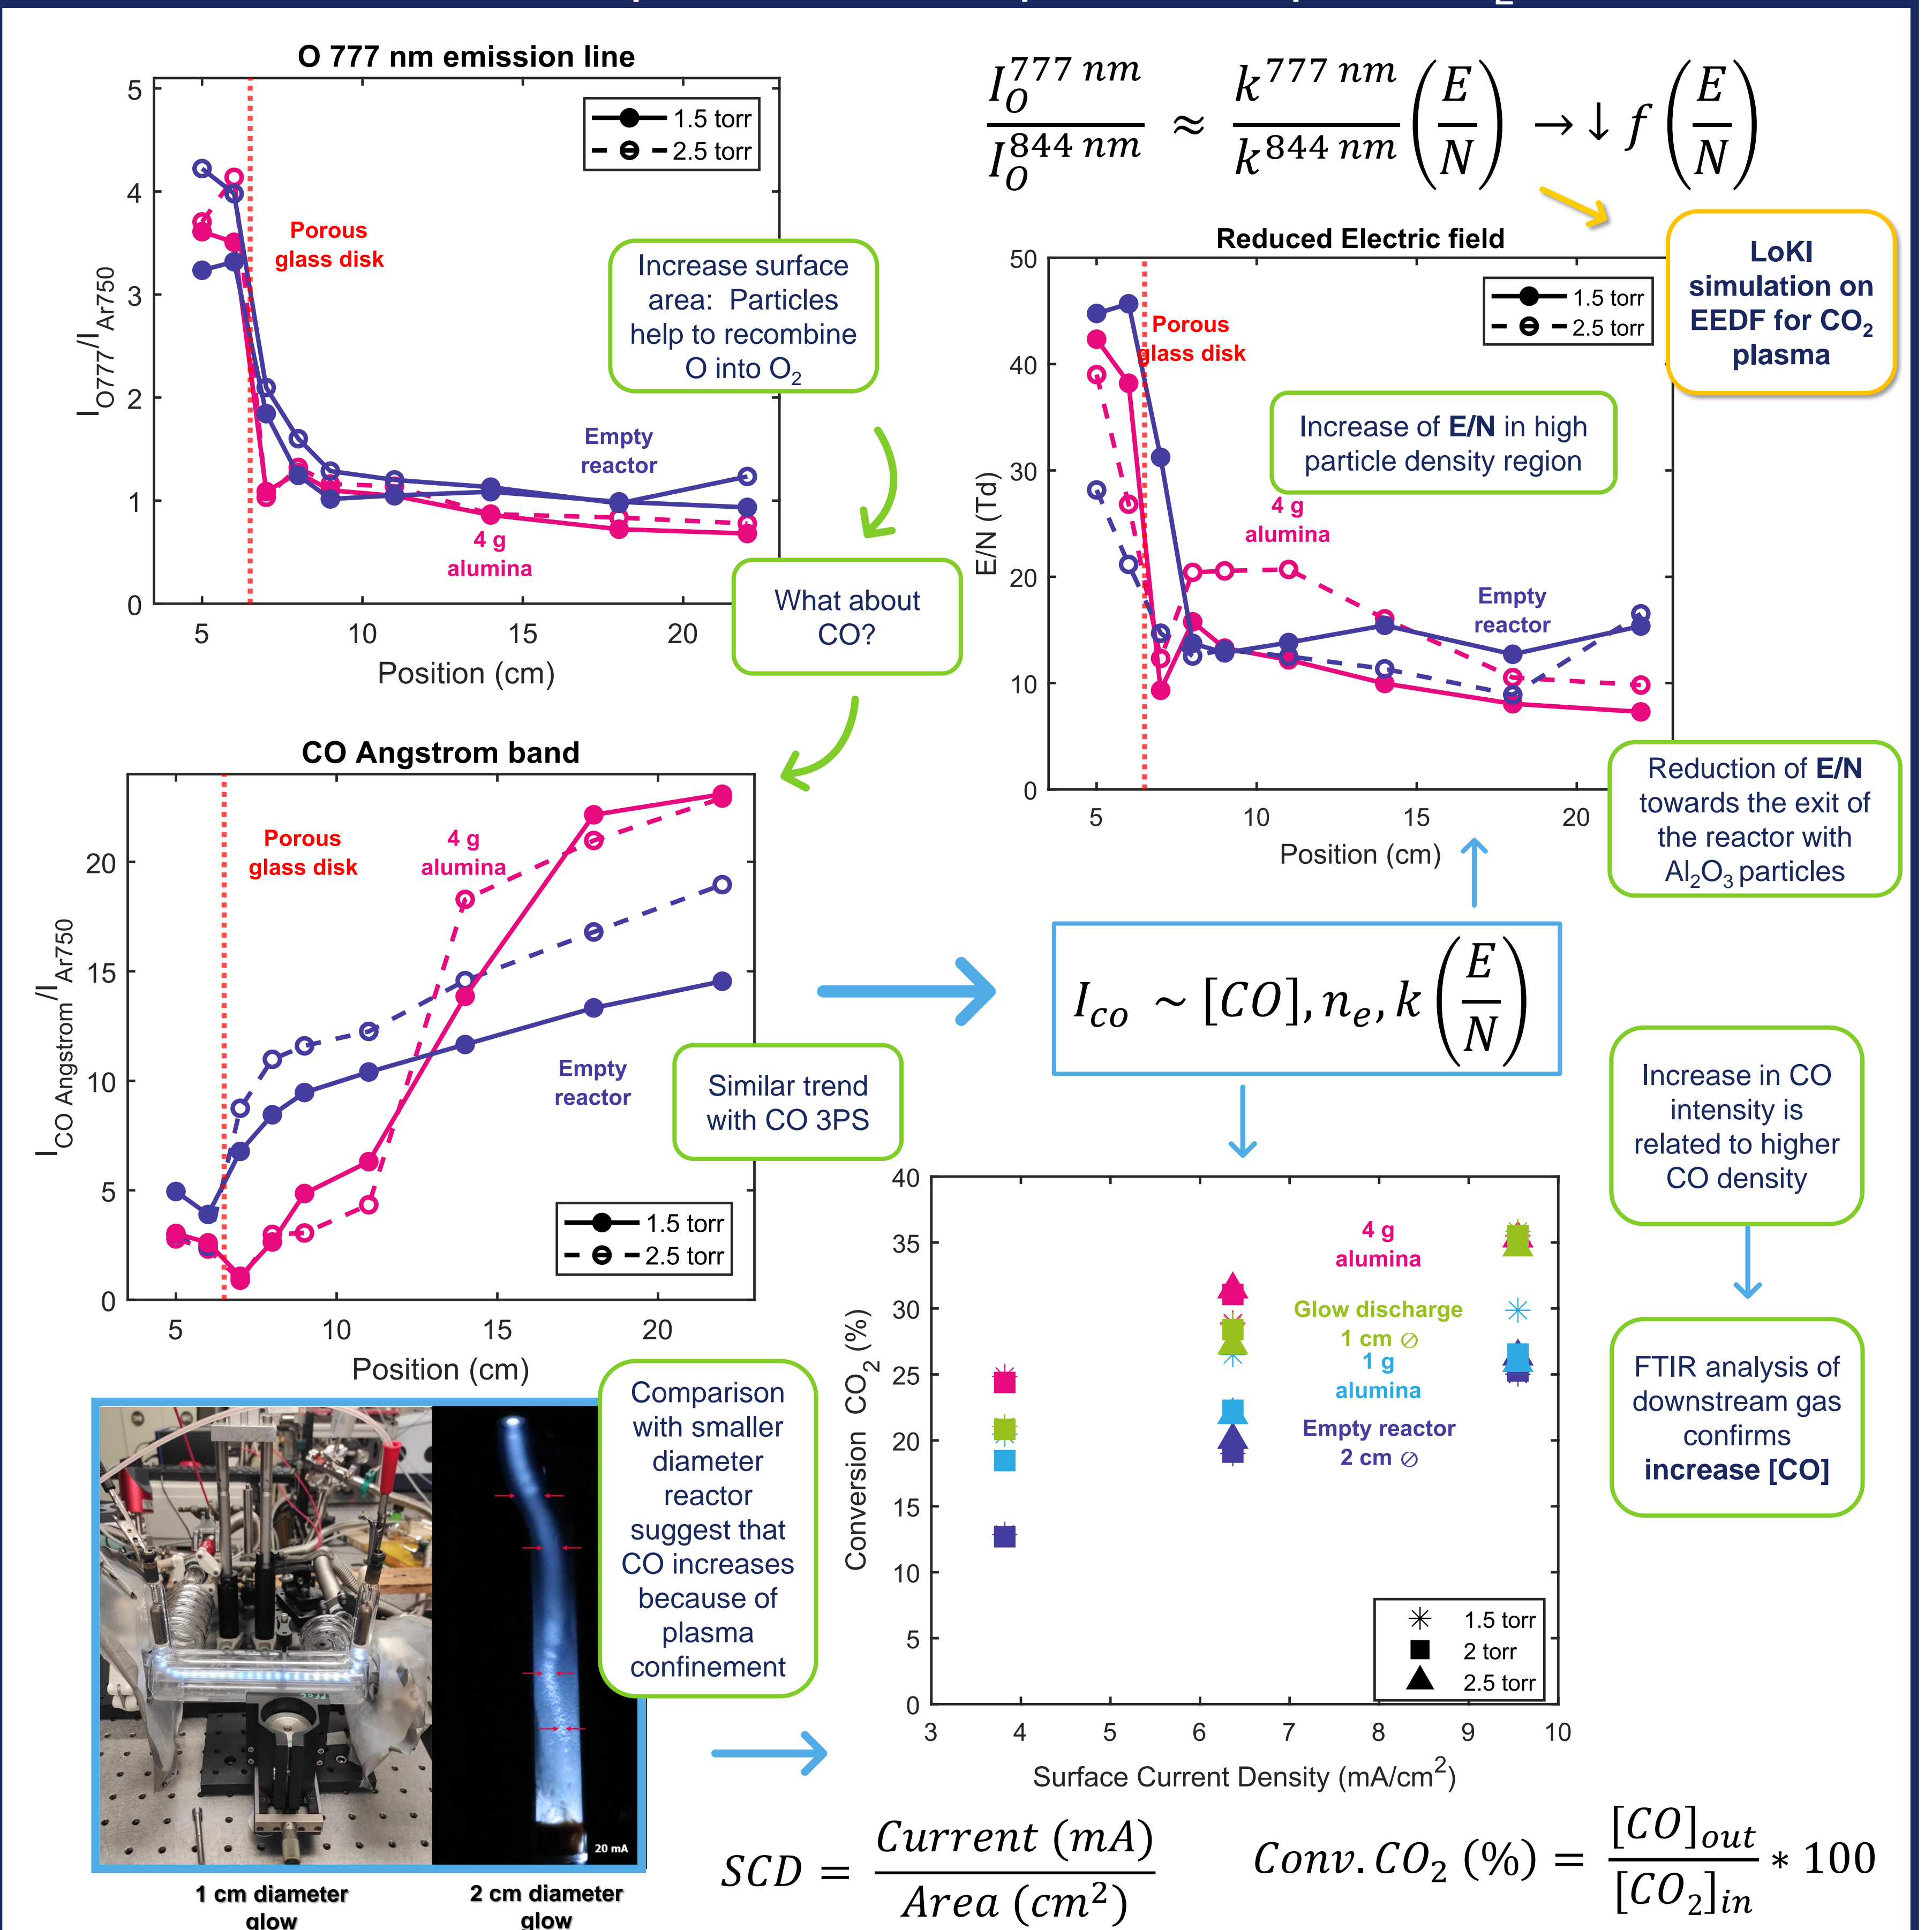 O 777 nm emission line
5
4
3
2
1
0
5
10
15
20
I_O777/I_Ar750
Position (cm)
1.5 torr
2.5 torr
Porous
glass disk
Empty
reactor
4 g
alumina
Increase surface
area: Particles
help to recombine
O into O₂
What about
CO?
I_O^{777 nm} / I_O^{844 nm} ≈ k^{777 nm} / k^{844 nm} (E/N) → ↓ f (E/N)
LoKI
simulation on
EEDF for CO₂
plasma
Reduced Electric field
50
40
30
20
10
0
5
10
15
20
E/N (Td)
Position (cm)
1.5 torr
2.5 torr
Porous
glass disk
Increase of E/N in high
particle density region
4 g
alumina
Empty
reactor
Reduction of E/N
towards the exit of
the reactor with
Al₂O₃ particles
CO Angstrom band
20
15
10
5
0
5
10
15
20
I_CO Angstrom/I_Ar750
Position (cm)
Porous
glass disk
4 g
alumina
Empty
reactor
1.5 torr
2.5 torr
Similar trend
with CO 3PS
I_co ~ [CO], n_e, k (E/N)
Increase in CO
intensity is
related to higher
CO density
FTIR analysis of
downstream gas
confirms
increase [CO]
40
35
30
25
20
15
10
5
0
3
4
5
6
7
8
9
10
Conversion CO₂ (%)
Surface Current Density (mA/cm²)
4 g
alumina
Glow discharge
1 cm ∅
1 g
alumina
Empty reactor
2 cm ∅
1.5 torr
2 torr
2.5 torr
Comparison
with smaller
diameter
reactor
suggest that
CO increases
because of
plasma
confinement
20 mA
1 cm diameter
glow
2 cm diameter
glow
SCD = Current (mA) / Area (cm²)
Conv. CO₂ (%) = [CO]_out / [CO₂]_in * 100